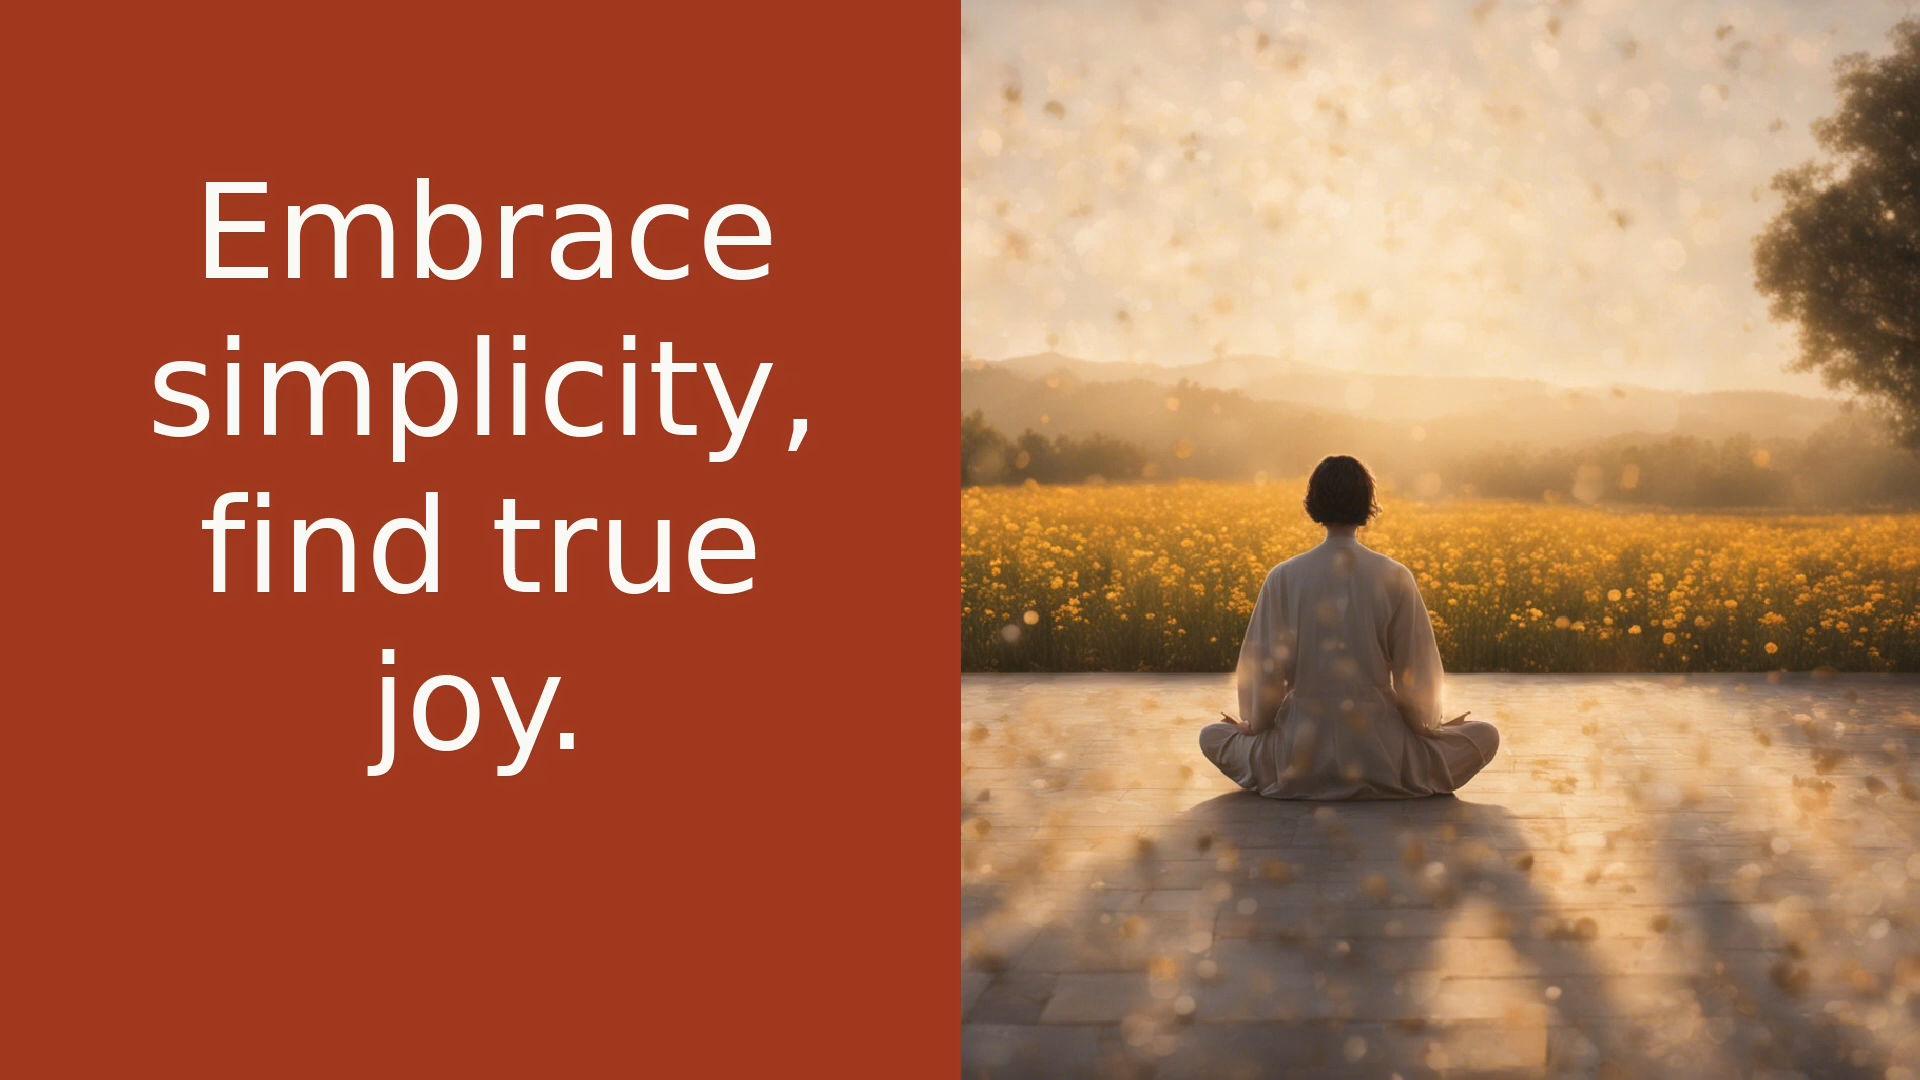 Embrace
simplicity,
find true
joy.